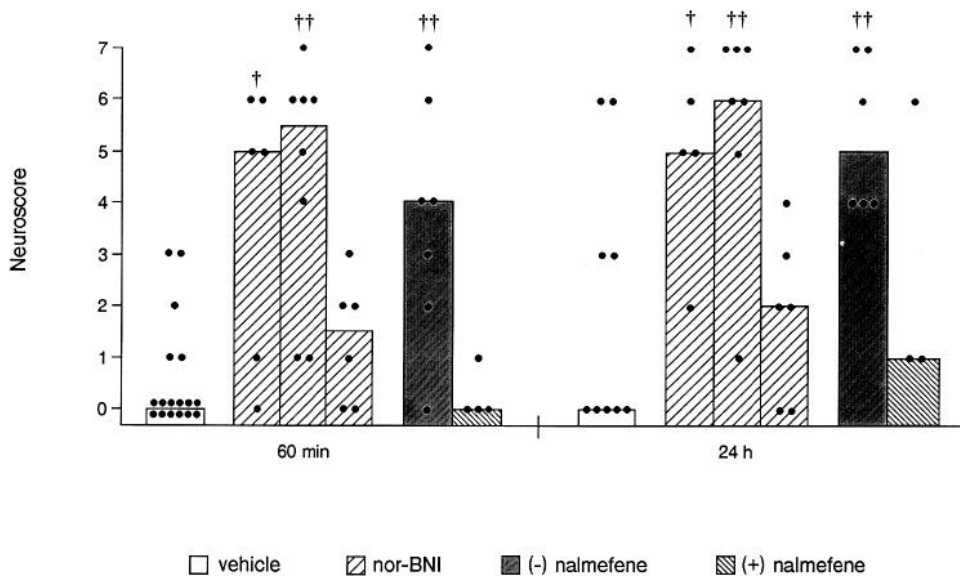 †† †† † ††
††
7
†
6
5
4
3
2
1
0
Neuroscore
60 min 24 h
vehicle nor-BNI (-) nalmefene (+) nalmefene